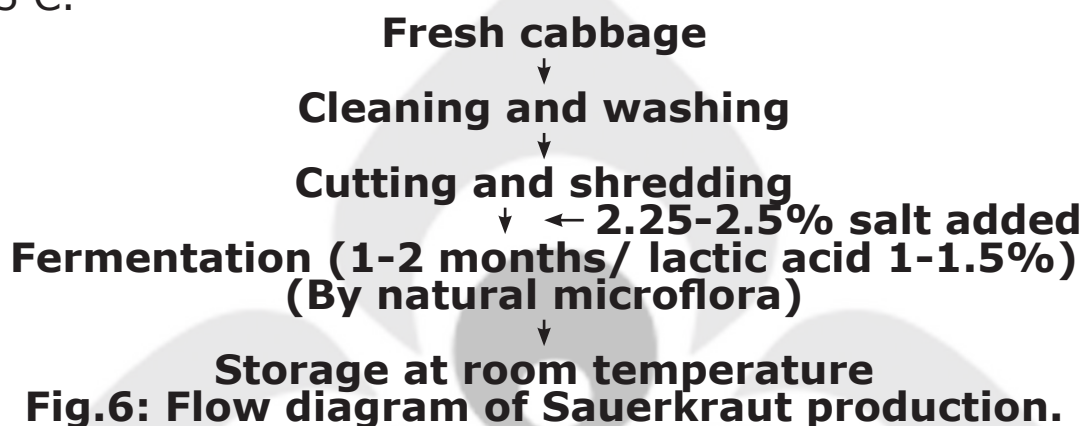 C.
Fresh cabbage
Cleaning and washing
Cutting and shredding
2.25-2.5% salt added
Fermentation (1-2 months/ lactic acid 1-1.5%)
(By natural microflora)
Storage at room temperature
Fig.6: Flow diagram of Sauerkraut production.